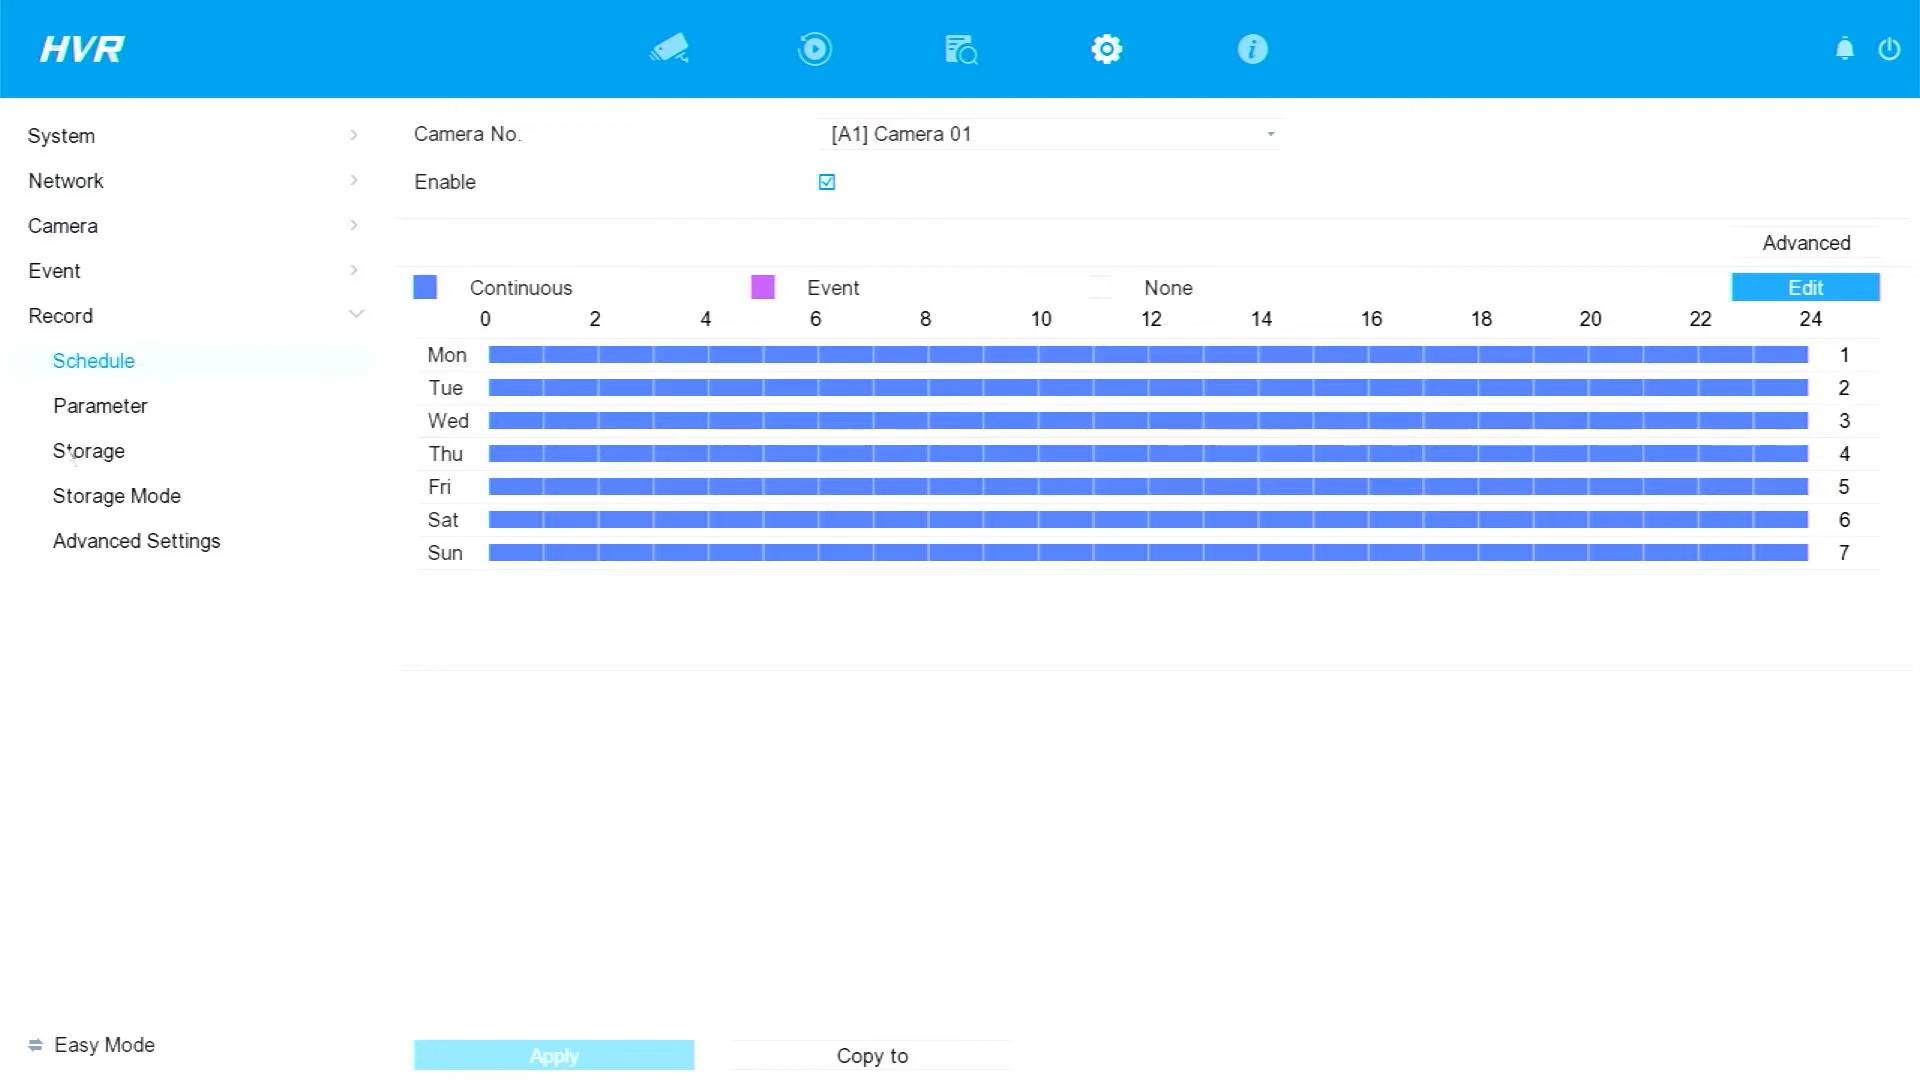 HVR
System
Network
Camera
Event
Record
Schedule
Parameter
Storage
Storage Mode
Advanced Settings
Easy Mode
Camera No. [A1] Camera 01
Enable
Advanced
Continuous Event None Edit
0 2 4 6 8 10 12 14 16 18 20 22 24
Mon 1
Tue 2
Wed 3
Thu 4
Fri 5
Sat 6
Sun 7
Apply Copy to